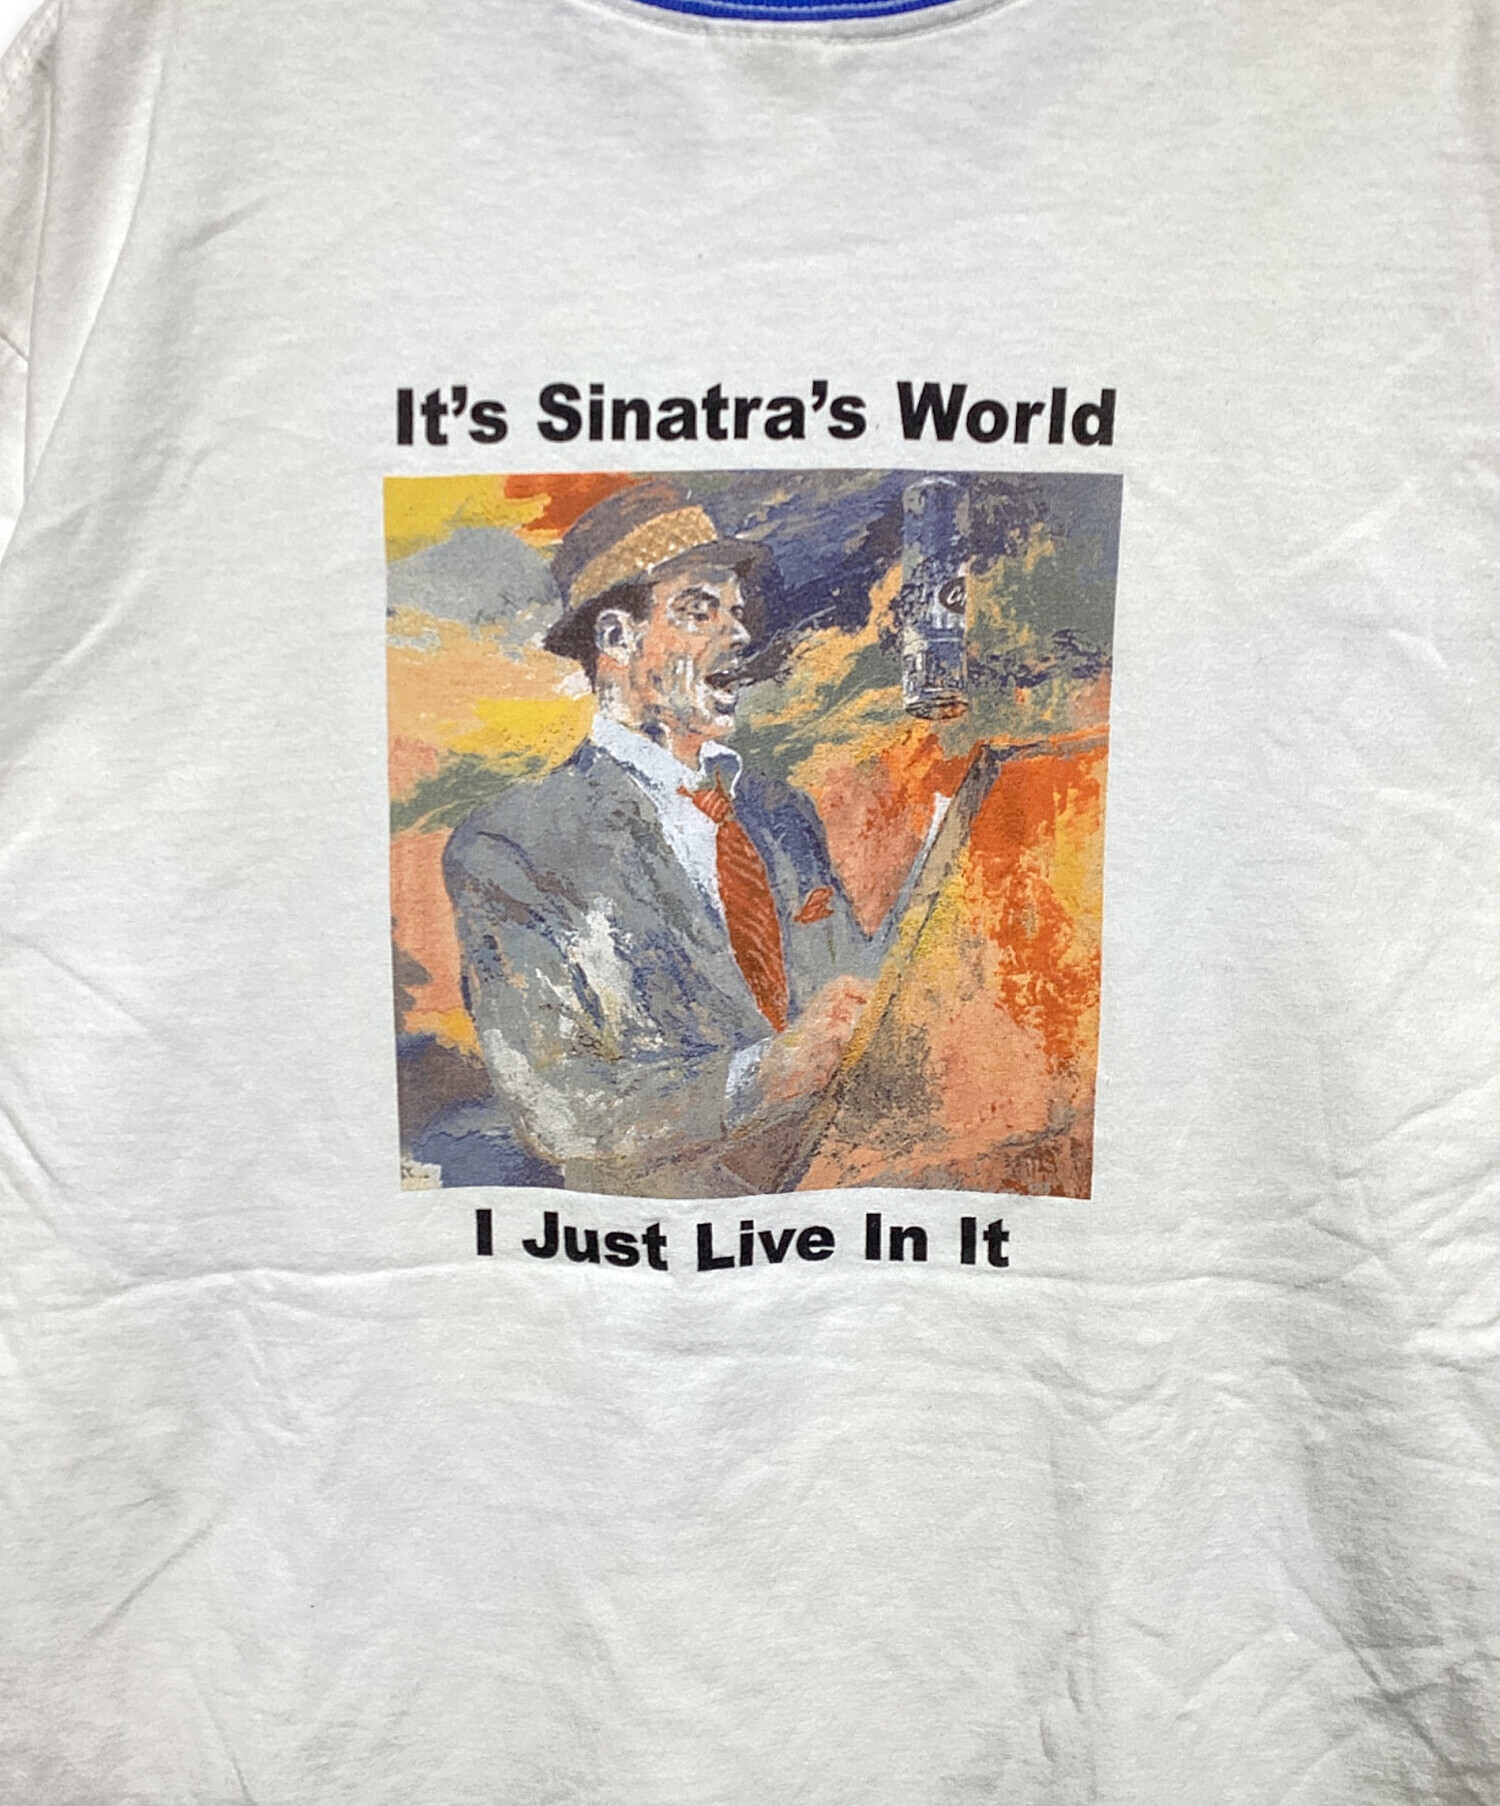 It's Sinatra's World
I Just Live In It